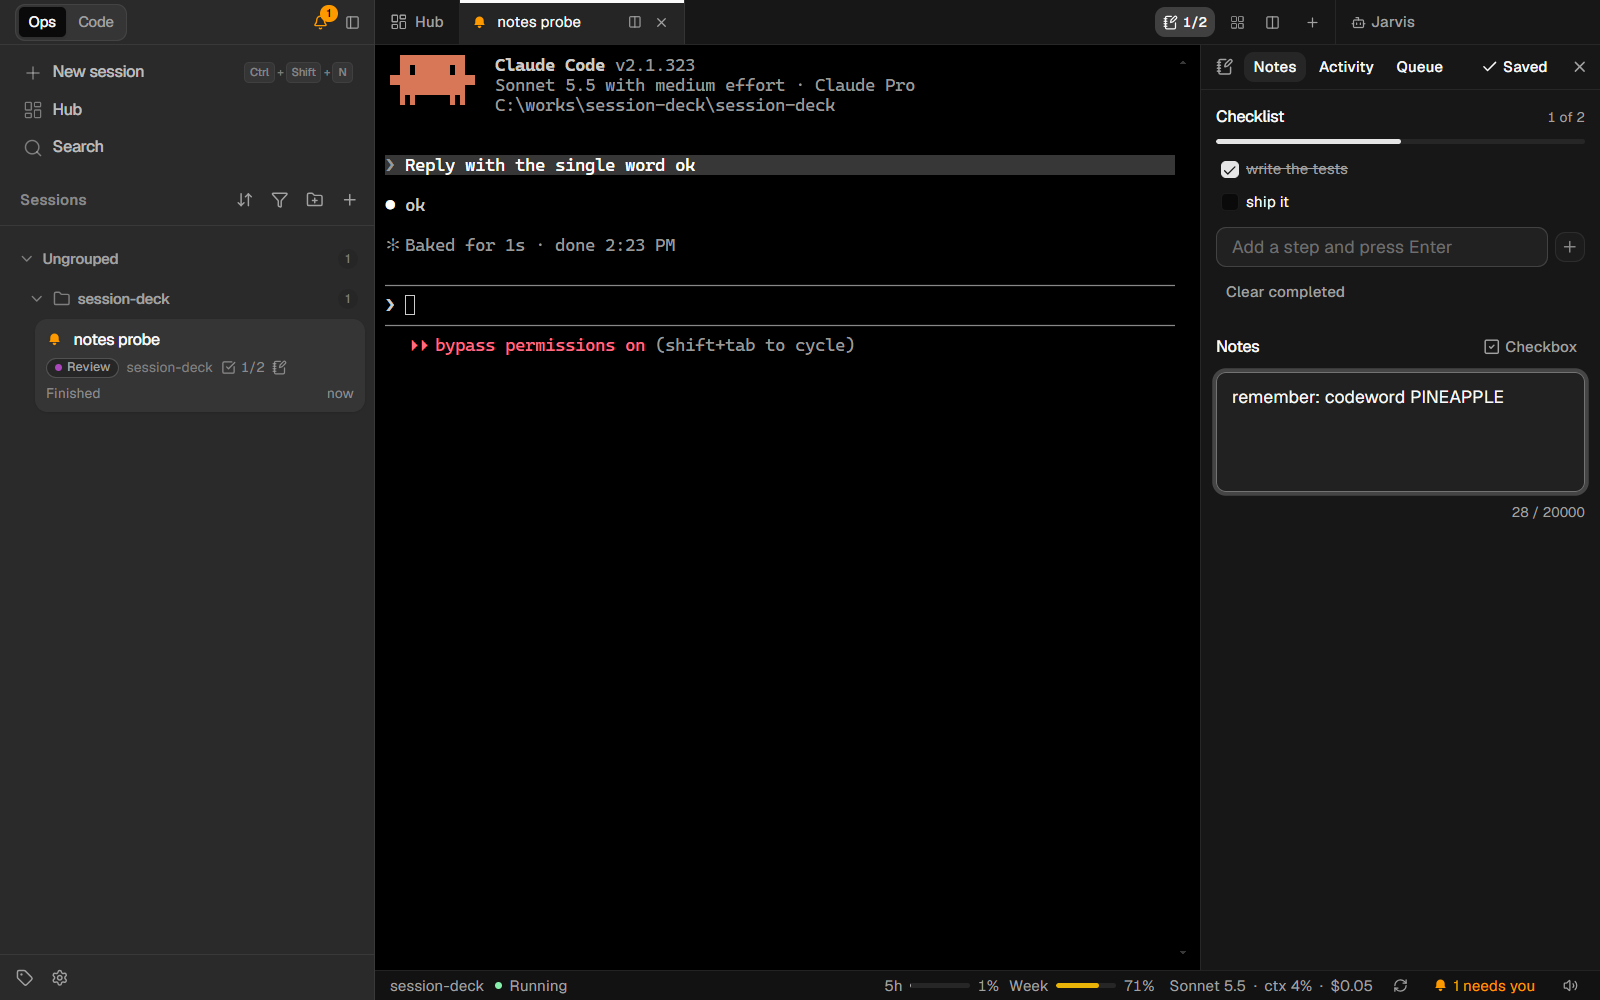 Ops Code 1
New session Ctrl + Shift + N
Hub
Search
Sessions
Ungrouped 1
session-deck 1
notes probe
Review session-deck 1/2
Finished now
Hub notes probe 1/2 Jarvis
Claude Code v2.1.323
Sonnet 5.5 with medium effort · Claude Pro
C:\works\session-deck\session-deck
❯ Reply with the single word ok
● ok
✻ Baked for 1s · done 2:23 PM
❯
⏵⏵ bypass permissions on (shift+tab to cycle)
Notes Activity Queue Saved
Checklist 1 of 2
write the tests
ship it
Add a step and press Enter
Clear completed
Notes Checkbox
remember: codeword PINEAPPLE
28 / 20000
session-deck Running 5h 1% Week 71% Sonnet 5.5 · ctx 4% · $0.05 1 needs you